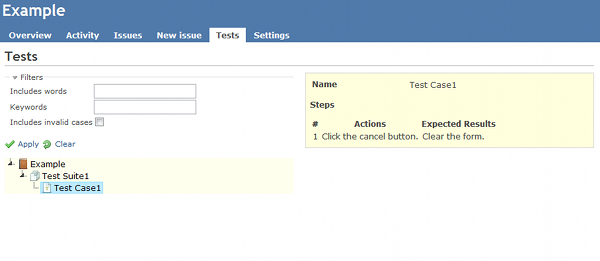 Example
Overview Activity Issues New issue Tests Settings
Tests
Filters
Includes words
Keywords
Includes invalid cases
Apply Clear
Example
Test Suite1
Test Case1
Name Test Case1
Steps
# Actions Expected Results
1 Click the cancel button. Clear the form.